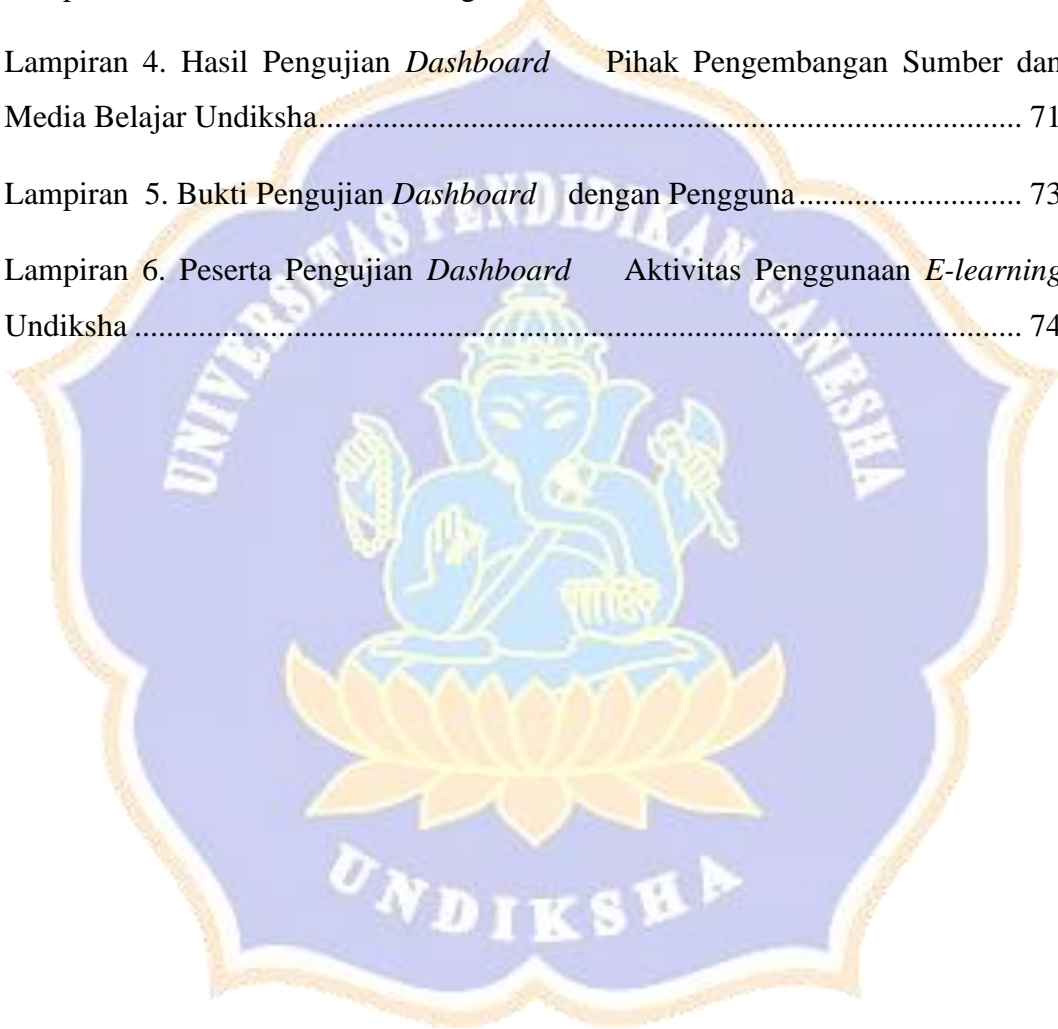 Lampiran 4. Hasil Pengujian Dashboard Pihak Pengembangan Sumber dan
Media Belajar Undiksha........................................................................................ 71
Lampiran 5. Bukti Pengujian Dashboard dengan Pengguna............................ 73
Lampiran 6. Peserta Pengujian Dashboard Aktivitas Penggunaan E-learning
Undiksha ............................................................................................................... 74
UNIVERSITAS PENDIDIKAN GANESHA
UNDIKSHA